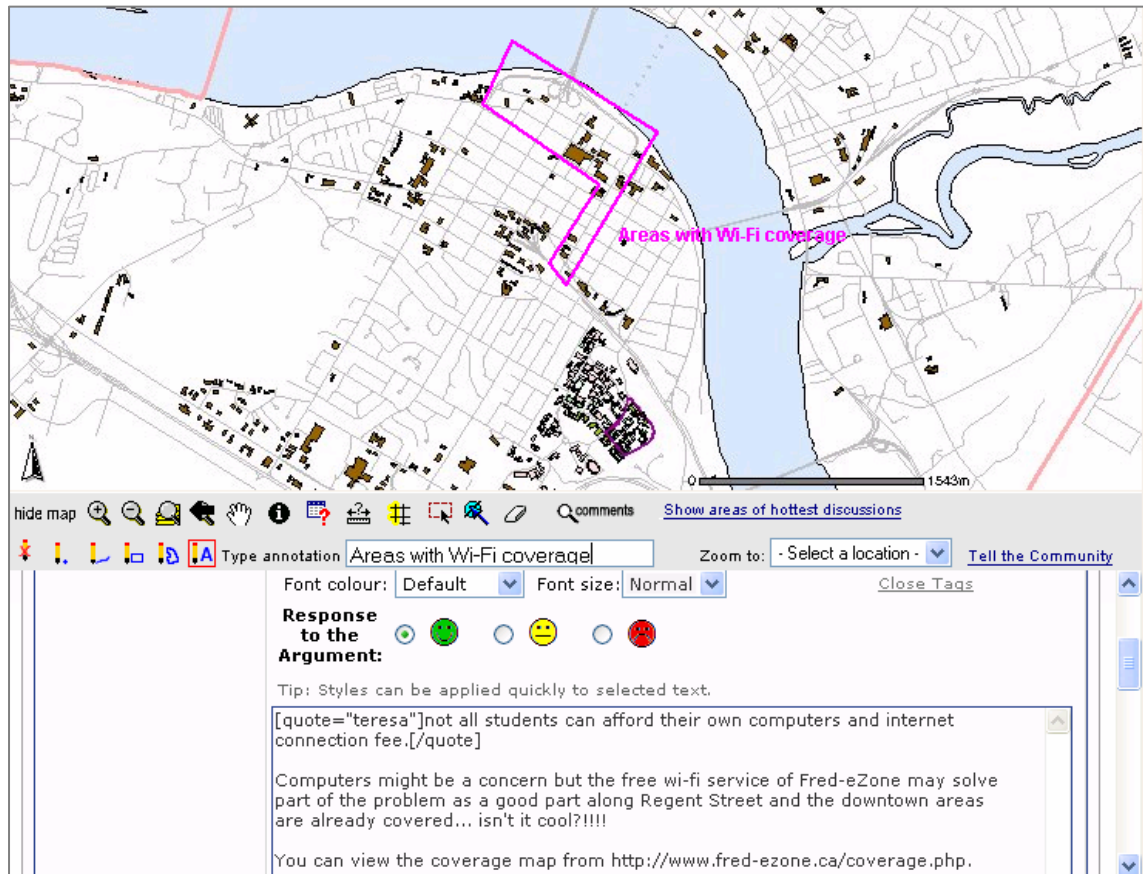 Areas with Wi-Fi coverage
0 1543m
hide map comments Show areas of hottest discussions
A Type annotation Areas with Wi-Fi coverage Zoom to: - Select a location - Tell the Community
Font colour: Default Font size: Normal Close Tags
Response
to the
Argument:
Tip: Styles can be applied quickly to selected text.
[quote="teresa"]not all students can afford their own computers and internet
connection fee.[/quote]
Computers might be a concern but the free wi-fi service of Fred-eZone may solve
part of the problem as a good part along Regent Street and the downtown areas
are already covered... isn't it cool?!!!!
You can view the coverage map from http://www.fred-ezone.ca/coverage.php.